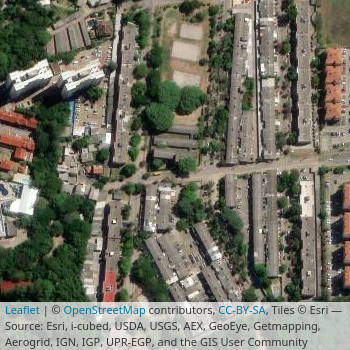 Leaflet | © OpenStreetMap contributors, CC-BY-SA, Tiles © Esri —
Source: Esri, i-cubed, USDA, USGS, AEX, GeoEye, Getmapping,
Aerogrid, IGN, IGP, UPR-EGP, and the GIS User Community